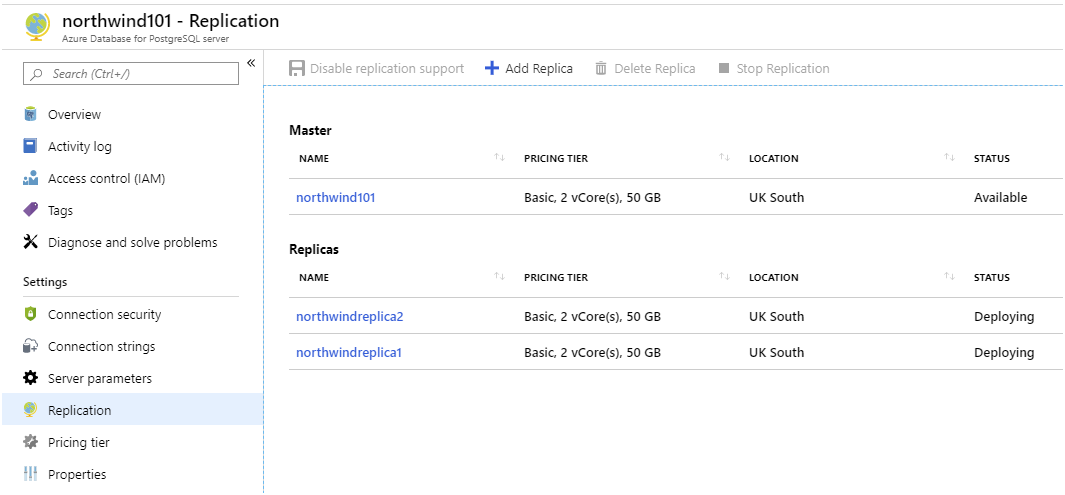 northwind101 - Replication
Azure Database for PostgreSQL server
Search (Ctrl+/)
«
Overview
Activity log
Access control (IAM)
Tags
Diagnose and solve problems
Settings
Connection security
Connection strings
Server parameters
Replication
Pricing tier
Properties
Disable replication support Add Replica Delete Replica Stop Replication
Master
NAME PRICING TIER LOCATION STATUS
northwind101 Basic, 2 vCore(s), 50 GB UK South Available
Replicas
NAME PRICING TIER LOCATION STATUS
northwindreplica2 Basic, 2 vCore(s), 50 GB UK South Deploying
northwindreplica1 Basic, 2 vCore(s), 50 GB UK South Deploying